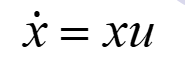 ẋ = xu